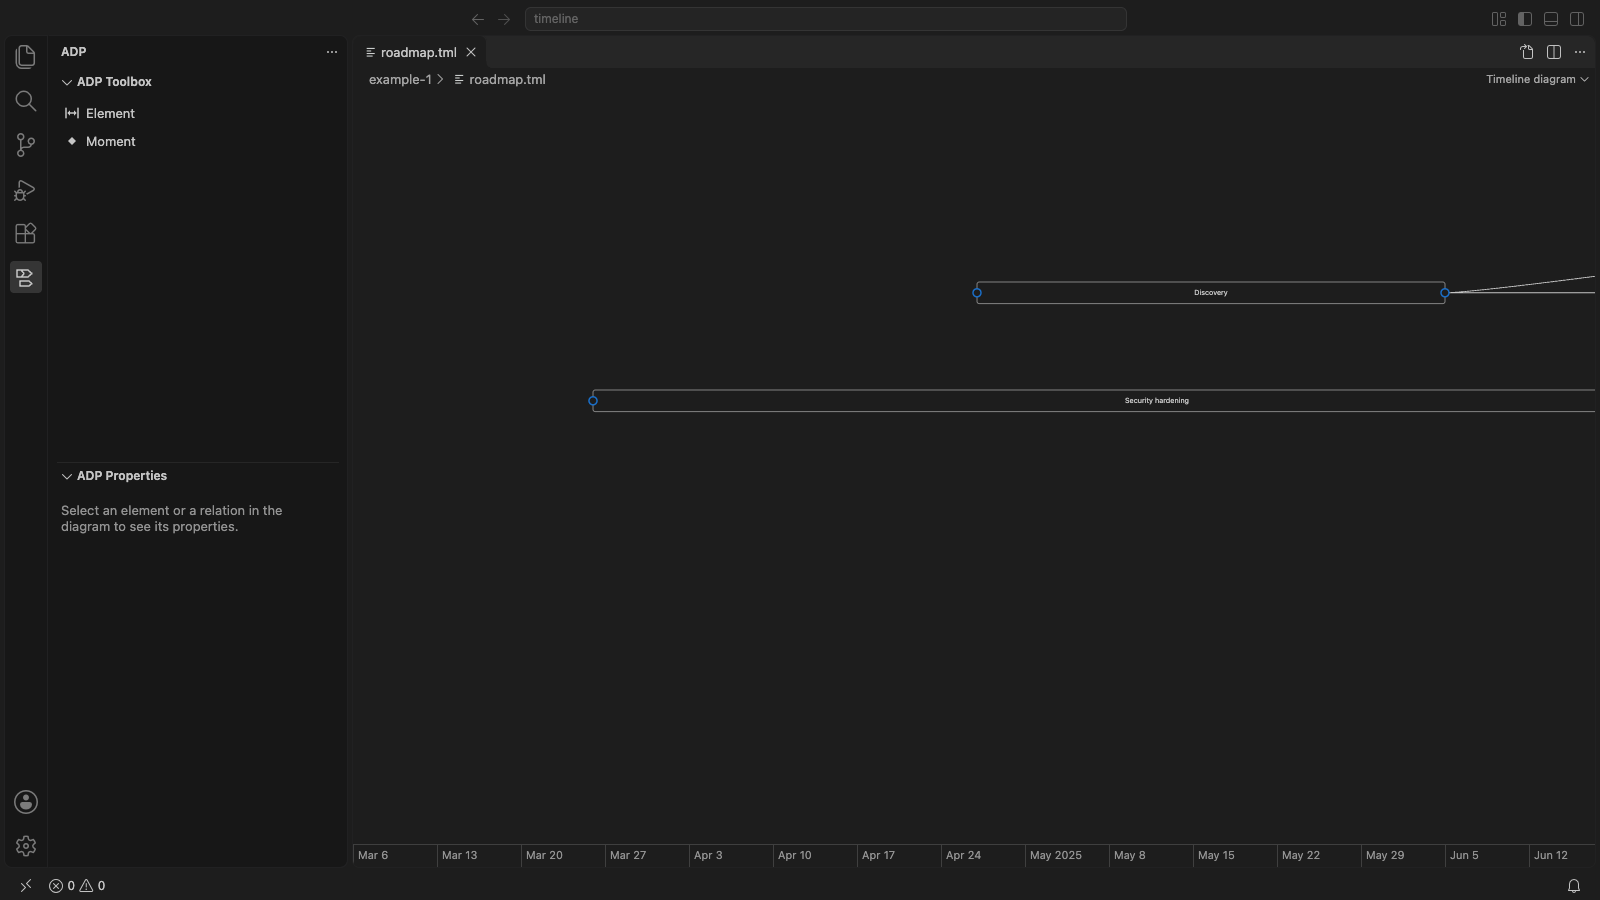 timeline
ADP
ADP Toolbox
Element
Moment
ADP Properties
Select an element or a relation in the
diagram to see its properties.
roadmap.tml
example-1
roadmap.tml
Timeline diagram
Discovery
Security hardening
Mar 6
Mar 13
Mar 20
Mar 27
Apr 3
Apr 10
Apr 17
Apr 24
May 2025
May 8
May 15
May 22
May 29
Jun 5
Jun 12
0
0